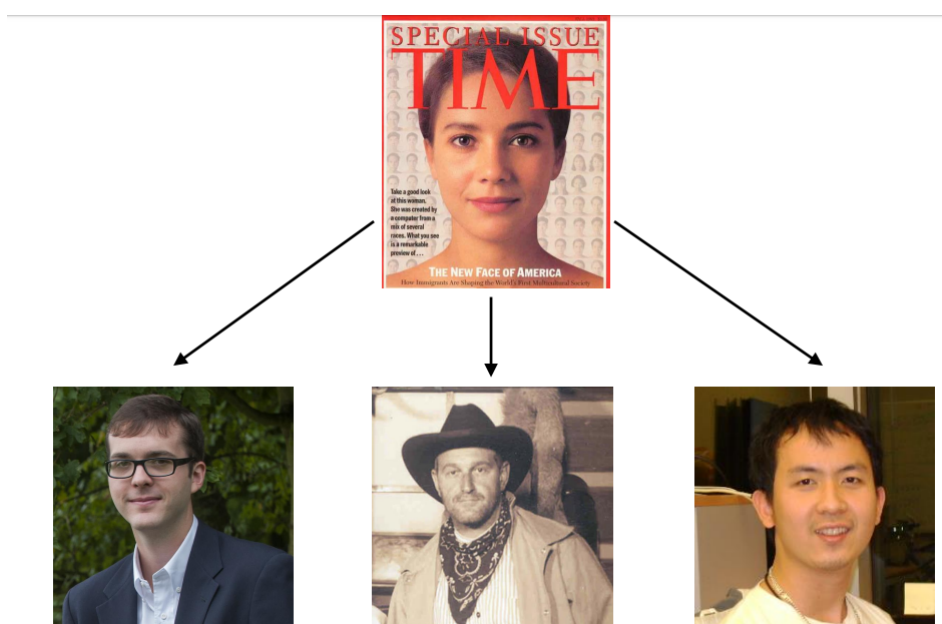 SPECIAL ISSUE
TIME
Take a good look
at this woman.
She was created by
a computer from a
mix of several
races. What you see
is a remarkable
preview of . . .
THE NEW FACE OF AMERICA
How Immigrants Are Shaping the World's First Multicultural Society